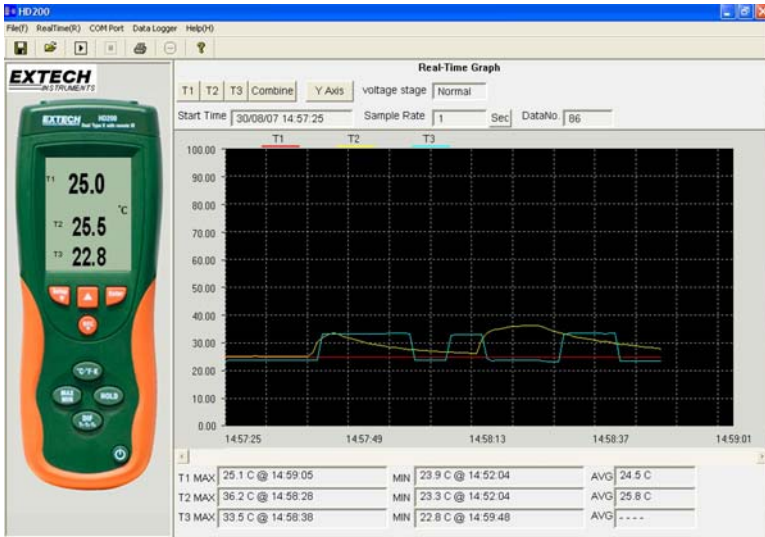 HD200
File(f) RealTime(R) COM Port Data Logger Help(H)
EXTECH
INSTRUMENTS
EXTECH HD200
T1 25.0
°C
T2 25.5
T3 22.8
°C/°F-K
MAX
MIN
HOLD
DIF
Real-Time Graph
T1 T2 T3 Combine Y Axis voltage stage Normal
Start Time 30/08/07 14:57:25 Sample Rate 1 Sec DataNo. 86
T1 T2 T3
100.00
90.00
80.00
70.00
60.00
50.00
40.00
30.00
20.00
10.00
0.00
14:57:25 14:57:49 14:58:13 14:58:37 14:59:01
T1 MAX 25.1 C @ 14:59:05 MIN 23.9 C @ 14:52:04 AVG 24.5 C
T2 MAX 36.2 C @ 14:58:28 MIN 23.3 C @ 14:52:04 AVG 25.8 C
T3 MAX 33.5 C @ 14:58:38 MIN 22.8 C @ 14:59:48 AVG ----